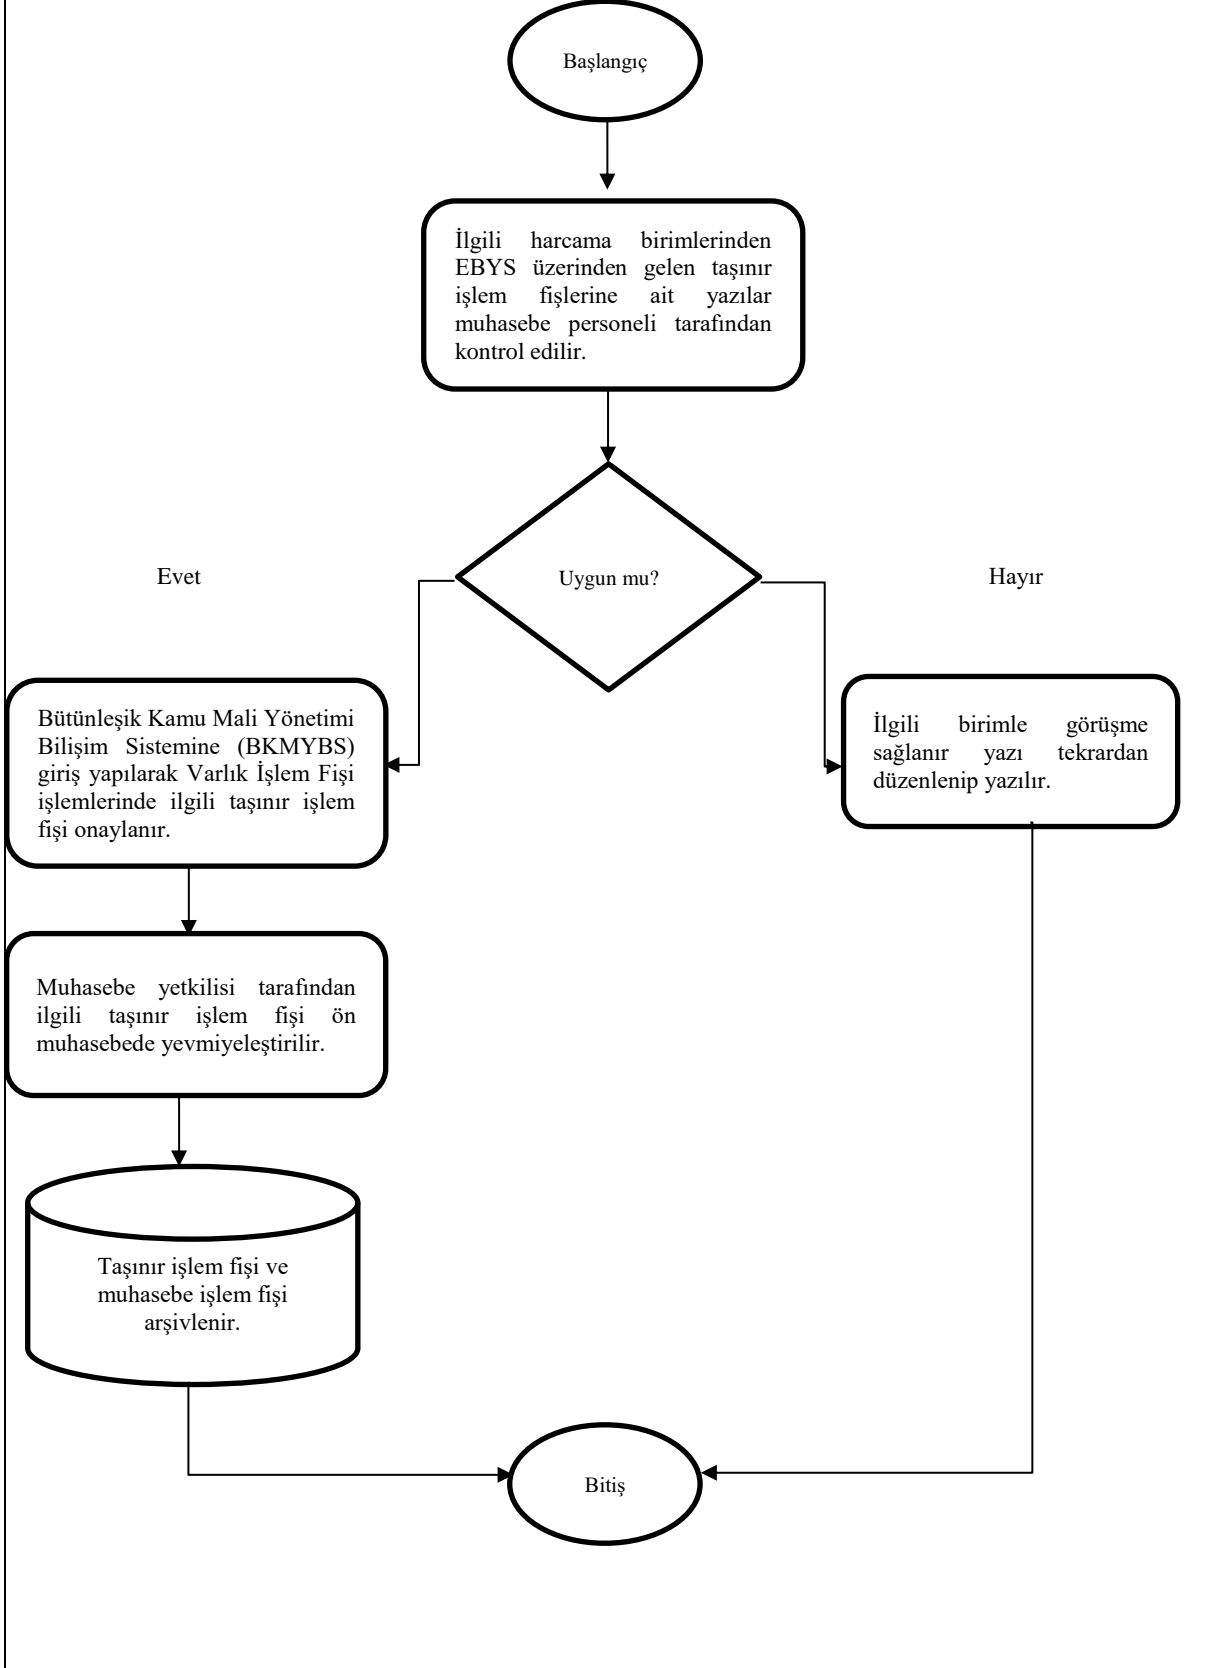 Başlangıç
İlgili harcama birimlerinden
EBYS üzerinden gelen taşınır
işlem fişlerine ait yazılar
muhasebe personeli tarafından
kontrol edilir.
Evet
Uygun mu?
Hayır
Bütünleşik Kamu Mali Yönetimi
Bilişim Sistemine (BKMYBS)
giriş yapılarak Varlık İşlem Fişi
işlemlerinde ilgili taşınır işlem
fişi onaylanır.
İlgili birimle görüşme
sağlanır yazı tekrardan
düzenlenip yazılır.
Muhasebe yetkilisi tarafından
ilgili taşınır işlem fişi ön
muhasebede yevmiyeleştirilir.
Taşınır işlem fişi ve
muhasebe işlem fişi
arşivlenir.
Bitiş